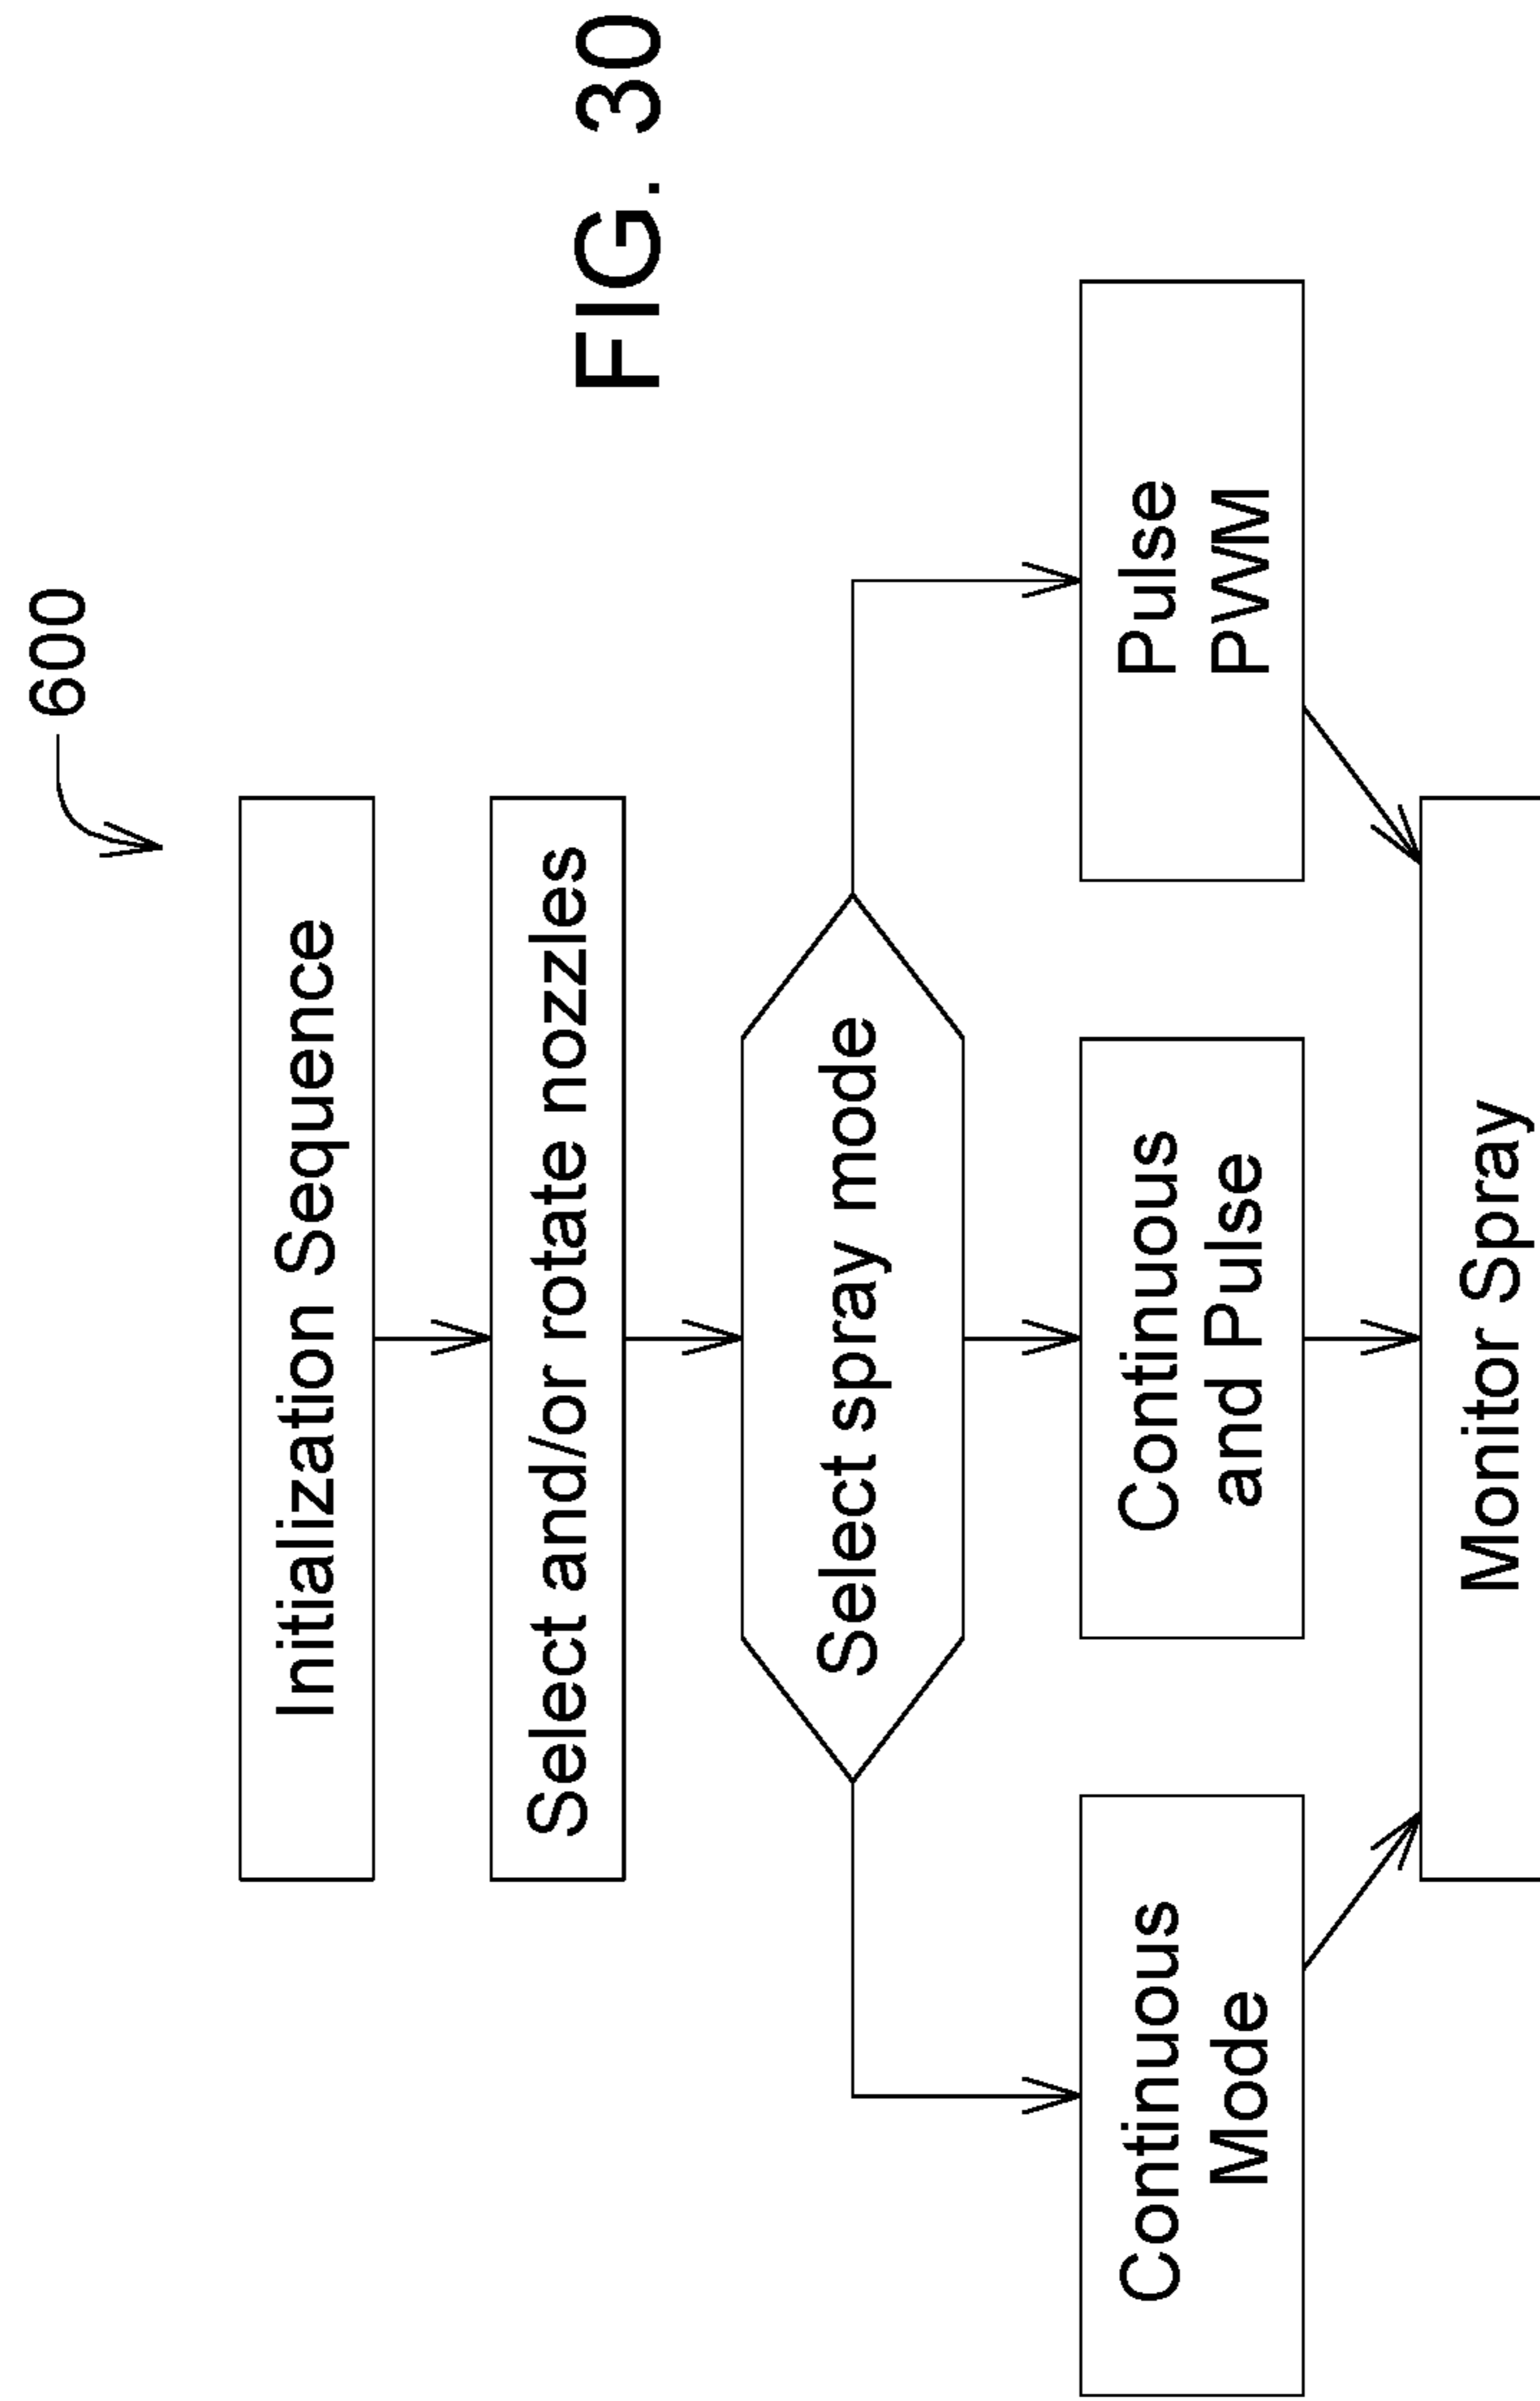 600
Initialization Sequence
Select and/or rotate nozzles
FIG. 30
Select spray mode
Continuous
Mode
Continuous
and Pulse
Pulse
PWM
Monitor Spray